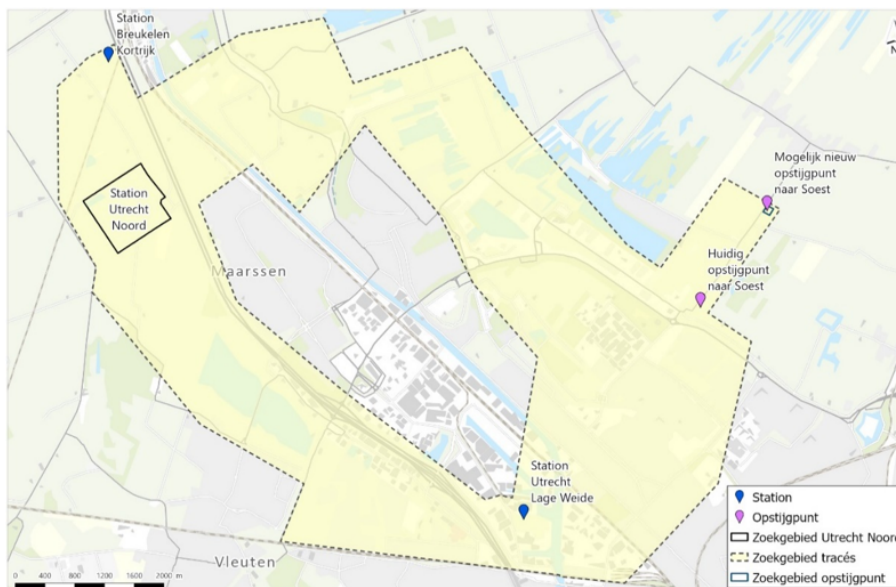 Station
Breukelen
Kortrijk
N
Mogelijk nieuw
opstijgpunt
naar Soest
Station
Utrecht
Noord
Huidig
opstijgpunt
naar Soest
Maarssen
Station
Utrecht
Lage Weide
Vleuten
Station
Opstijgpunt
Zoekgebied Utrecht Noord
Zoekgebied tracés
Zoekgebied opstijgpunt
0 400 800 1200 1600 2000 m